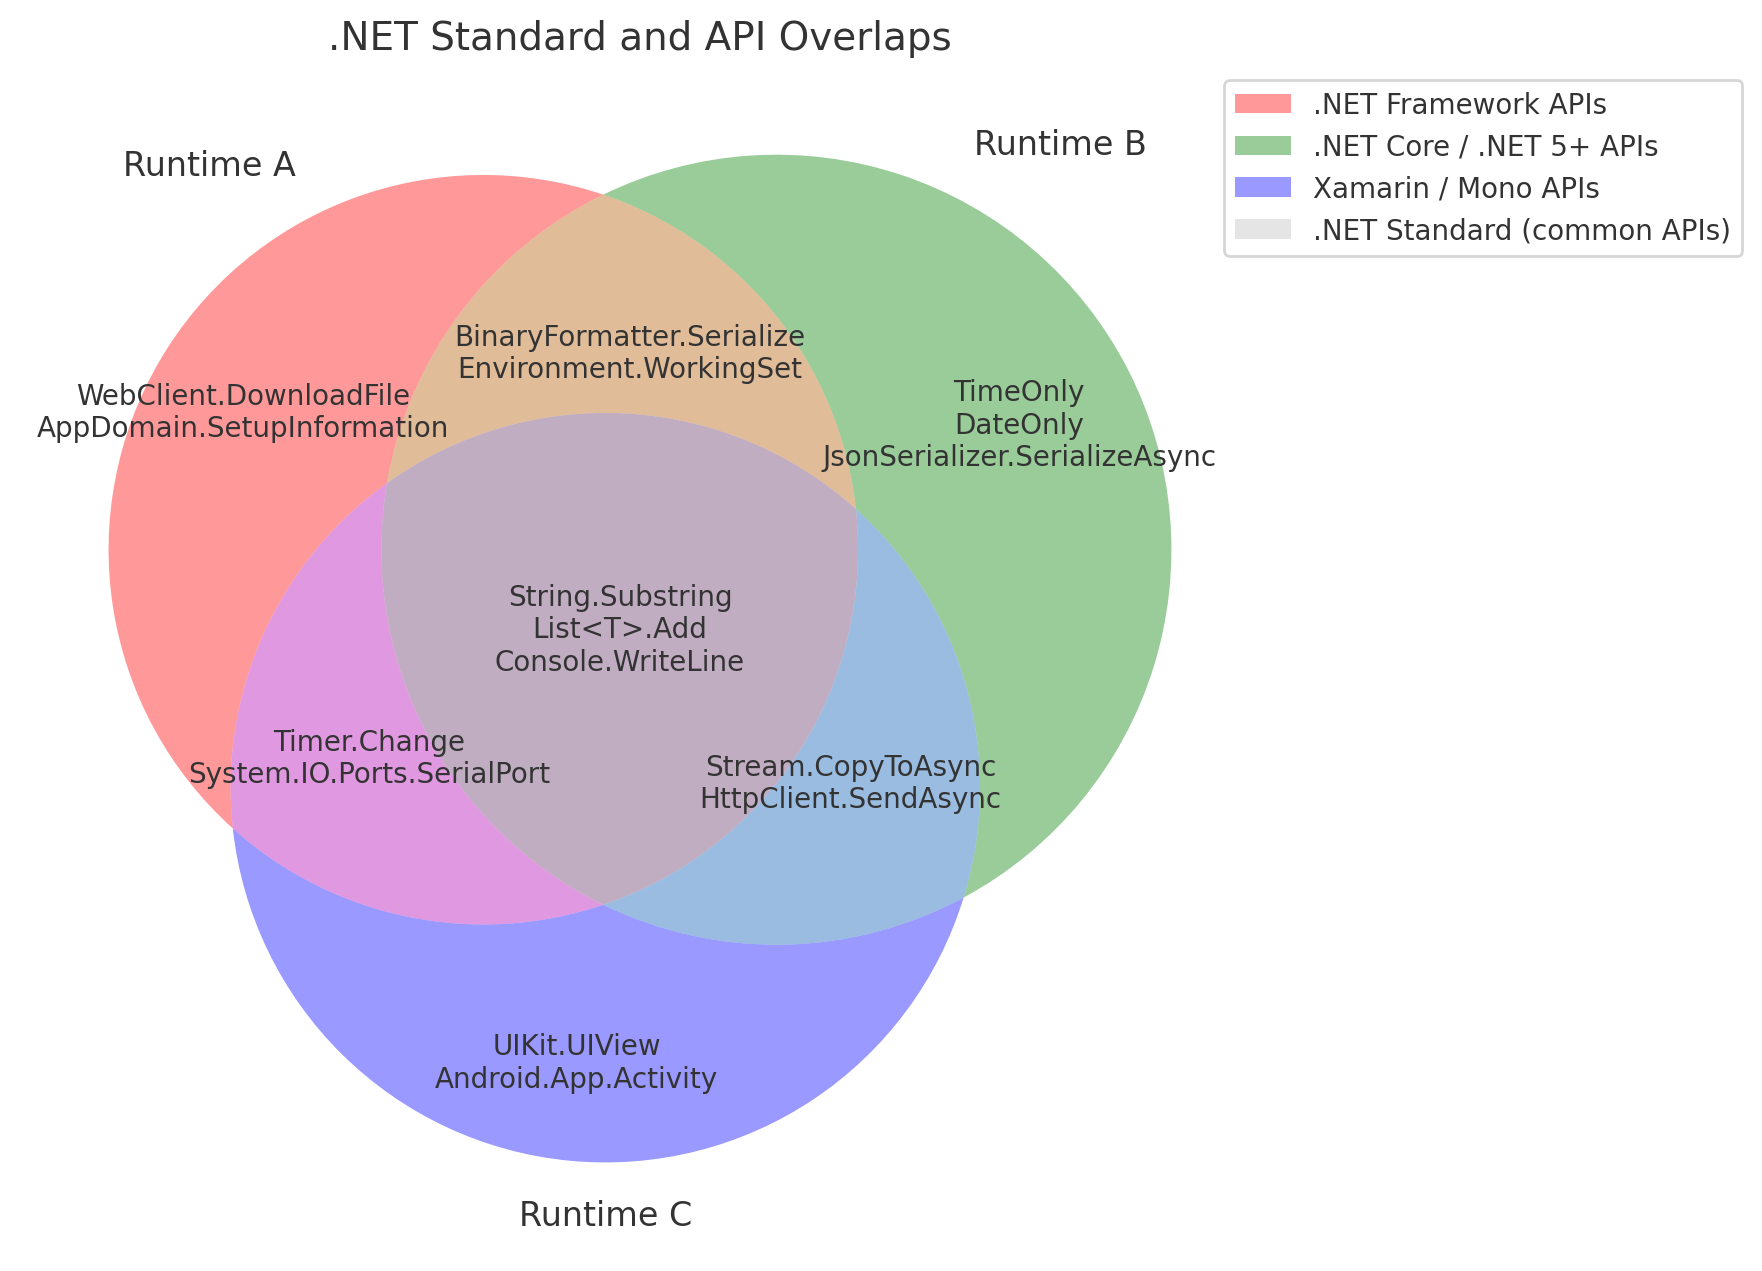 .NET Standard and API Overlaps
Runtime A
Runtime B
.NET Framework APIs
.NET Core / .NET 5+ APIs
Xamarin / Mono APIs
.NET Standard (common APIs)
BinaryFormatter.Serialize
Environment.WorkingSet
WebClient.DownloadFile
AppDomain.SetupInformation
TimeOnly
DateOnly
JsonSerializer.SerializeAsync
String.Substring
List<T>.Add
Console.WriteLine
Timer.Change
System.IO.Ports.SerialPort
Stream.CopyToAsync
HttpClient.SendAsync
UIKit.UIView
Android.App.Activity
Runtime C